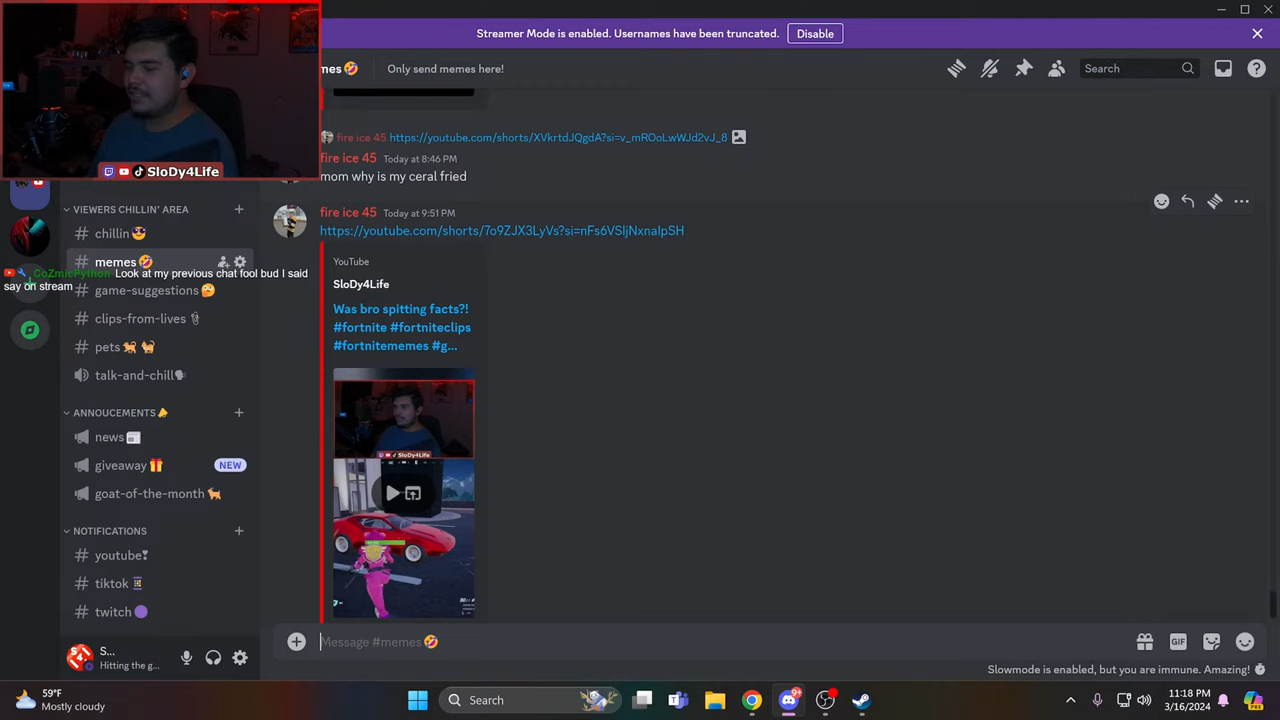 Streamer Mode is enabled. Usernames have been truncated. Disable
mes🤣 Only send memes here! Search
fire ice 45 https://youtube.com/shorts/XVkrtdJQgdA?si=v_mROoLwWJd2vJ_8
fire ice 45 Today at 8:46 PM
mom why is my ceral fried
fire ice 45 Today at 9:51 PM
https://youtube.com/shorts/7o9ZJX3LyVs?si=nFs6VSIjNxnaIpSH
YouTube
SloDy4Life
Was bro spitting facts?!
#fortnite #fortniteclips
#fortnitememes #g...
SloDy4Life
Message #memes🤣
Slowmode is enabled, but you are immune. Amazing!
SloDy4Life
VIEWERS CHILLIN' AREA
chillin😎
memes🤣
CoZmicPython Look at my previous chat fool bud I said
say on stream
game-suggestions🤔
clips-from-lives📎
pets🐕🐈
talk-and-chill🗣
ANNOUCEMENTS🔔
news📰
giveaway🎁 NEW
goat-of-the-month🐐
NOTIFICATIONS
youtube❣
tiktok
twitch🟣
S...
Hitting the g...
GIF
59°F
Mostly cloudy
Search
9+
11:18 PM
3/16/2024